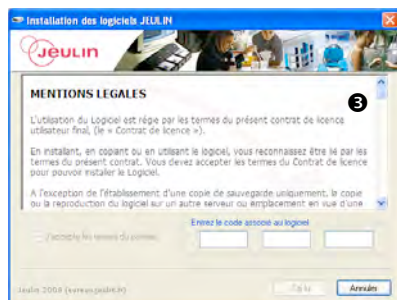 Installation des logiciels JEULIN
Jeulin
MENTIONS LEGALES
❸
L'utilisation du Logiciel est régie par les termes du présent contrat de licence
utilisateur final, (le « Contrat de licence »).
En installant, en copiant ou en utilisant le logiciel, vous reconnaissez être lié par les
termes du présent contrat. Vous devez accepter les termes du Contrat de licence
pour pouvoir installer le Logiciel.
A l'exception de l'établissement d'une copie de sauvegarde uniquement, la copie
ou la reproduction du logiciel sur un autre serveur ou emplacement en vue d'une
Entrez le code associé au logiciel
J'accepte les termes du contrat
Jeulin 2008 (www.jeulin.fr)
Annuler